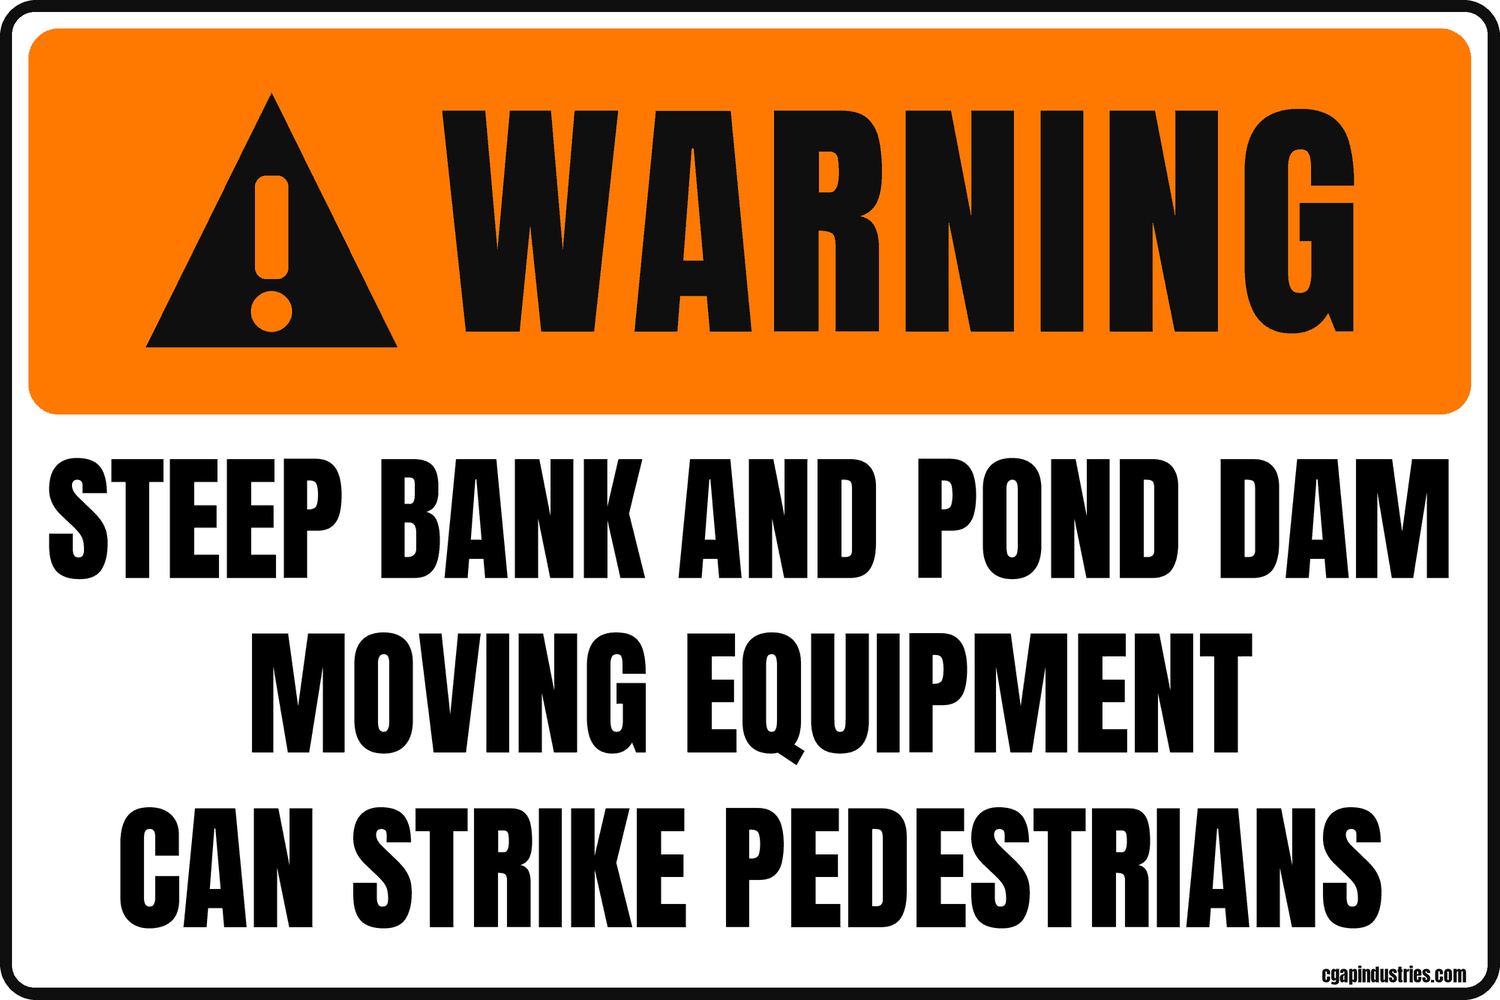 WARNING
STEEP BANK AND POND DAM
MOVING EQUIPMENT
CAN STRIKE PEDESTRIANS
cgapindustries.com